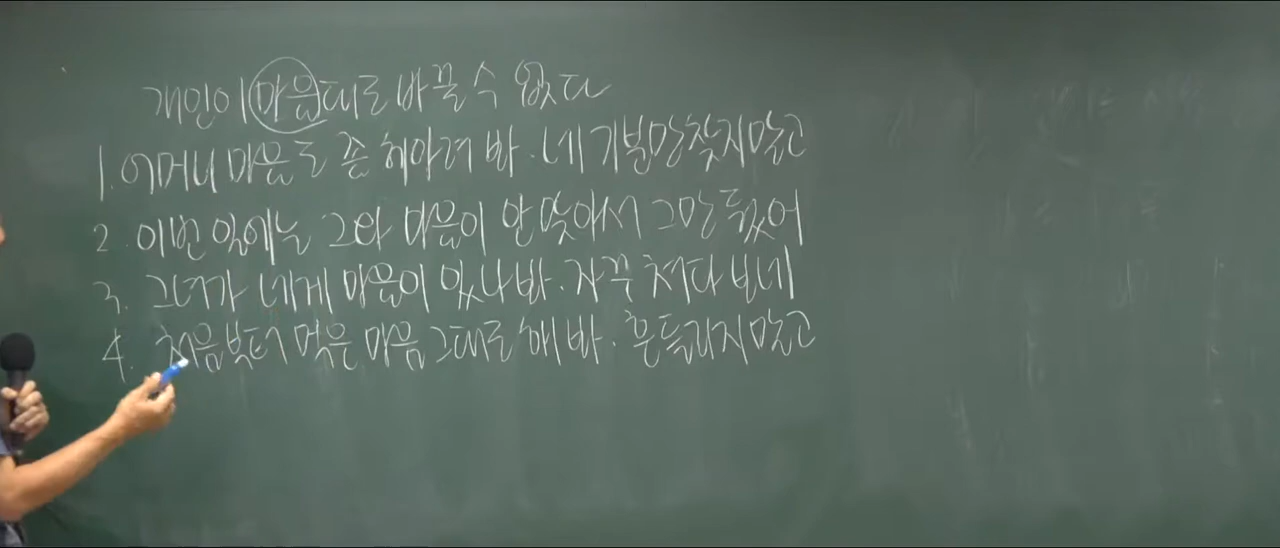 개인이 마음대로 바꿀 수 없다
1. 어머니 마음도 좀 헤아려 봐. 네 기분만 찾지 말고
2. 이번 일에는 그와 마음이 안 맞아서 그만 뒀어
3. 그녀가 네게 마음이 있나 봐. 자꾸 쳐다 보네
4. 처음부터 먹은 마음 그대로 해 봐. 흔들리지 말고